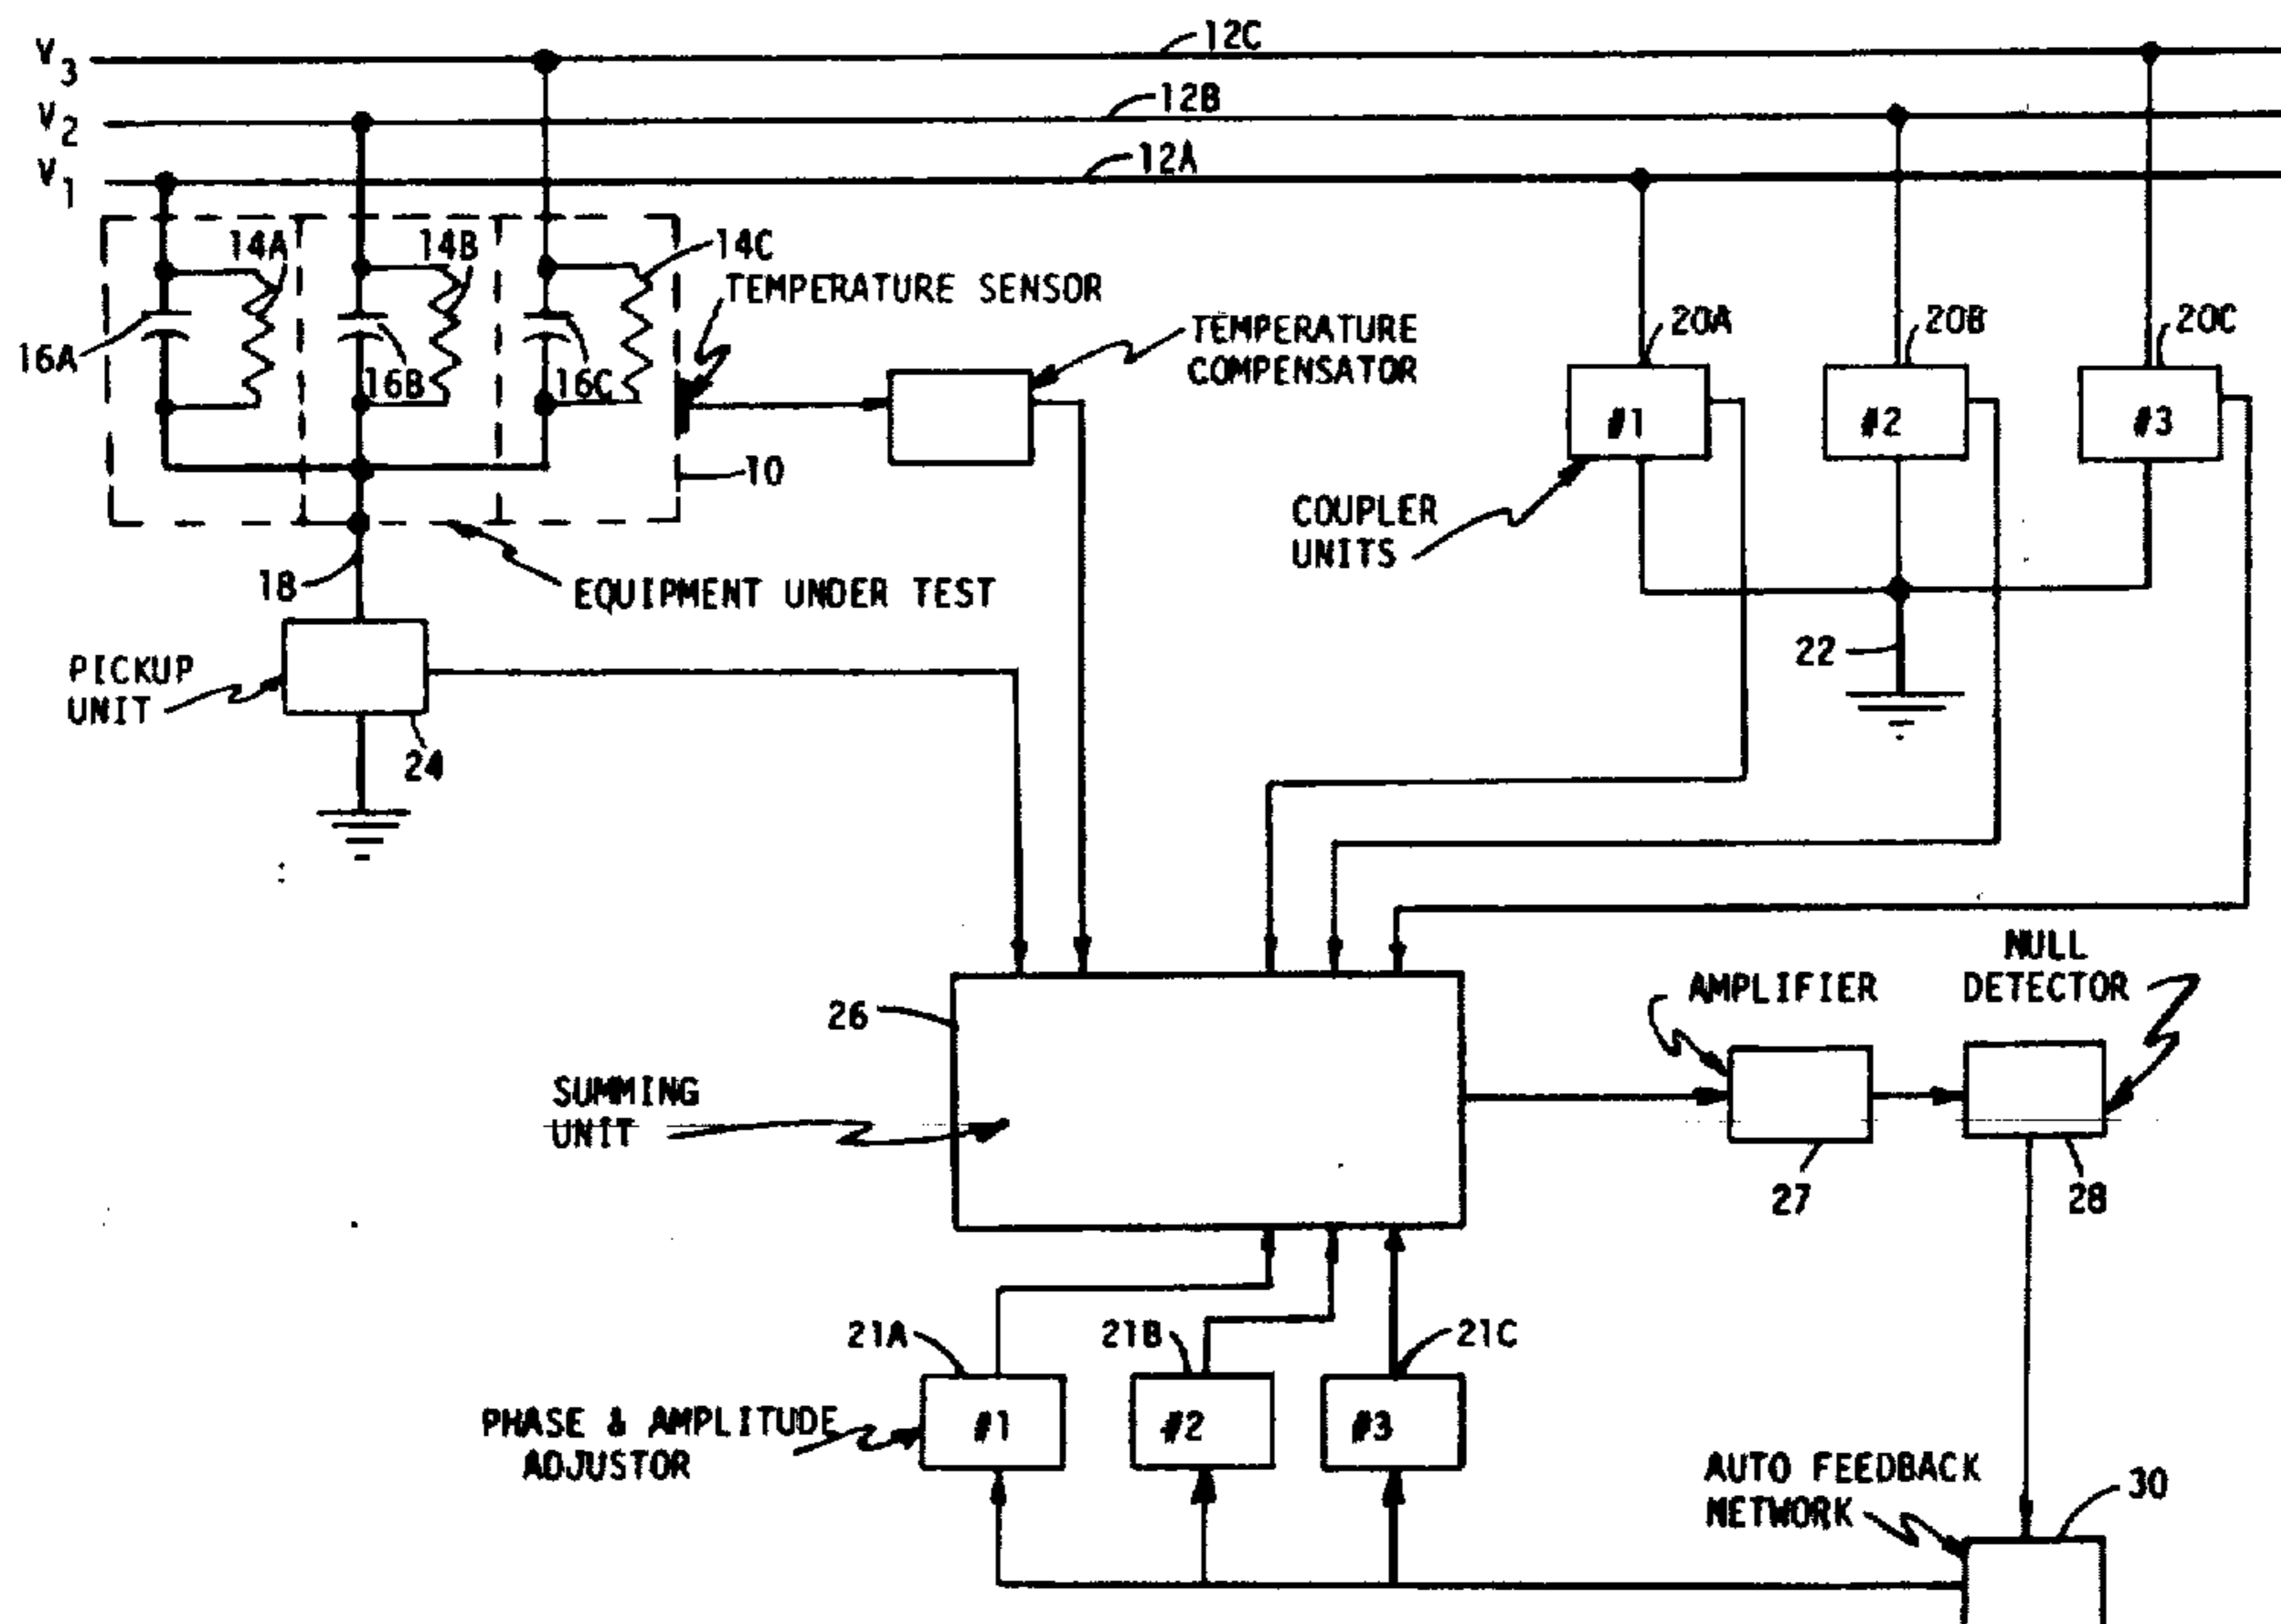 V3
12C
V2
12B
V1
12A
14A
14B
14C
TEMPERATURE SENSOR
16A
16B
16C
TEMPERATURE
COMPENSATOR
20A
20B
20C
#1
#2
#3
10
COUPLER
UNITS
18
EQUIPMENT UNDER TEST
22
PICKUP
UNIT
24
26
AMPLIFIER
NULL
DETECTOR
SUMMING
UNIT
27
28
21A
21B
21C
PHASE & AMPLITUDE
ADJUSTOR
#1
#2
#3
AUTO FEEDBACK
NETWORK
30